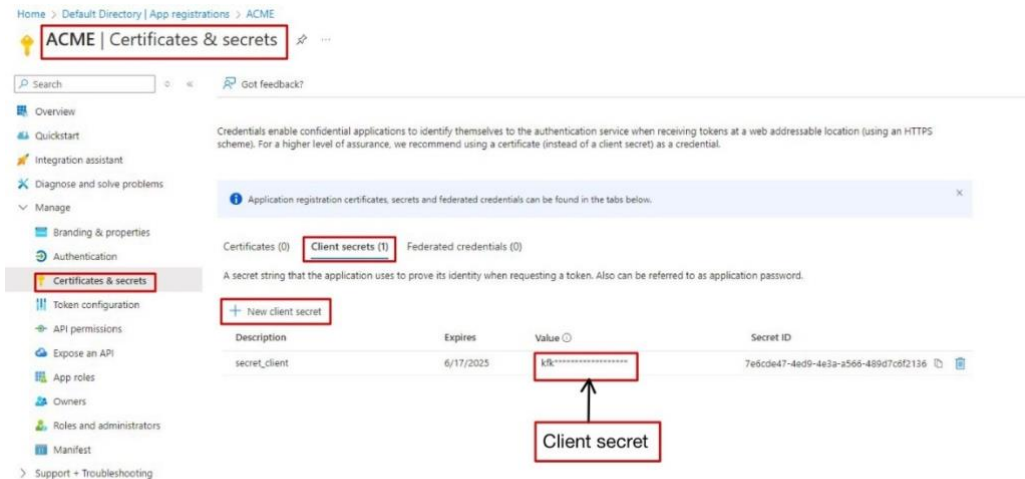 Home > Default Directory | App registrations > ACME
ACME | Certificates & secrets
Search
Got feedback?
Overview
Quickstart
Integration assistant
Diagnose and solve problems
Manage
Branding & properties
Authentication
Certificates & secrets
Token configuration
API permissions
Expose an API
App roles
Owners
Roles and administrators
Manifest
Support + Troubleshooting
Credentials enable confidential applications to identify themselves to the authentication service when receiving tokens at a web addressable location (using an HTTPS
scheme). For a higher level of assurance, we recommend using a certificate (instead of a client secret) as a credential.
Application registration certificates, secrets and federated credentials can be found in the tabs below.
Certificates (0) Client secrets (1) Federated credentials (0)
A secret string that the application uses to prove its identity when requesting a token. Also can be referred to as application password.
+ New client secret
Description Expires Value Secret ID
secret_client 6/17/2025 kfk****************** 7e6cde47-4ed9-4e3a-a566-489d7c6f2136
Client secret